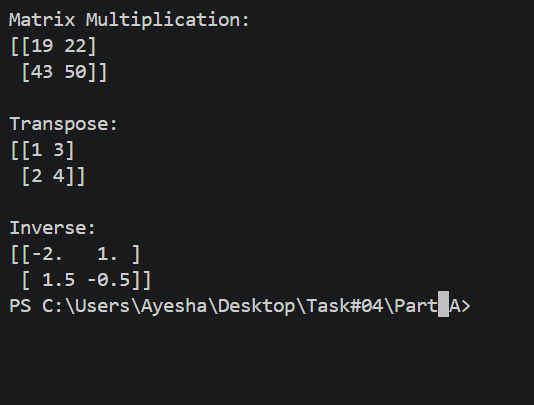 Matrix Multiplication:
[[19 22]
 [43 50]]
Transpose:
[[1 3]
 [2 4]]
Inverse:
[[-2.   1. ]
 [ 1.5 -0.5]]
PS C:\Users\Ayesha\Desktop\Task#04\Part A>